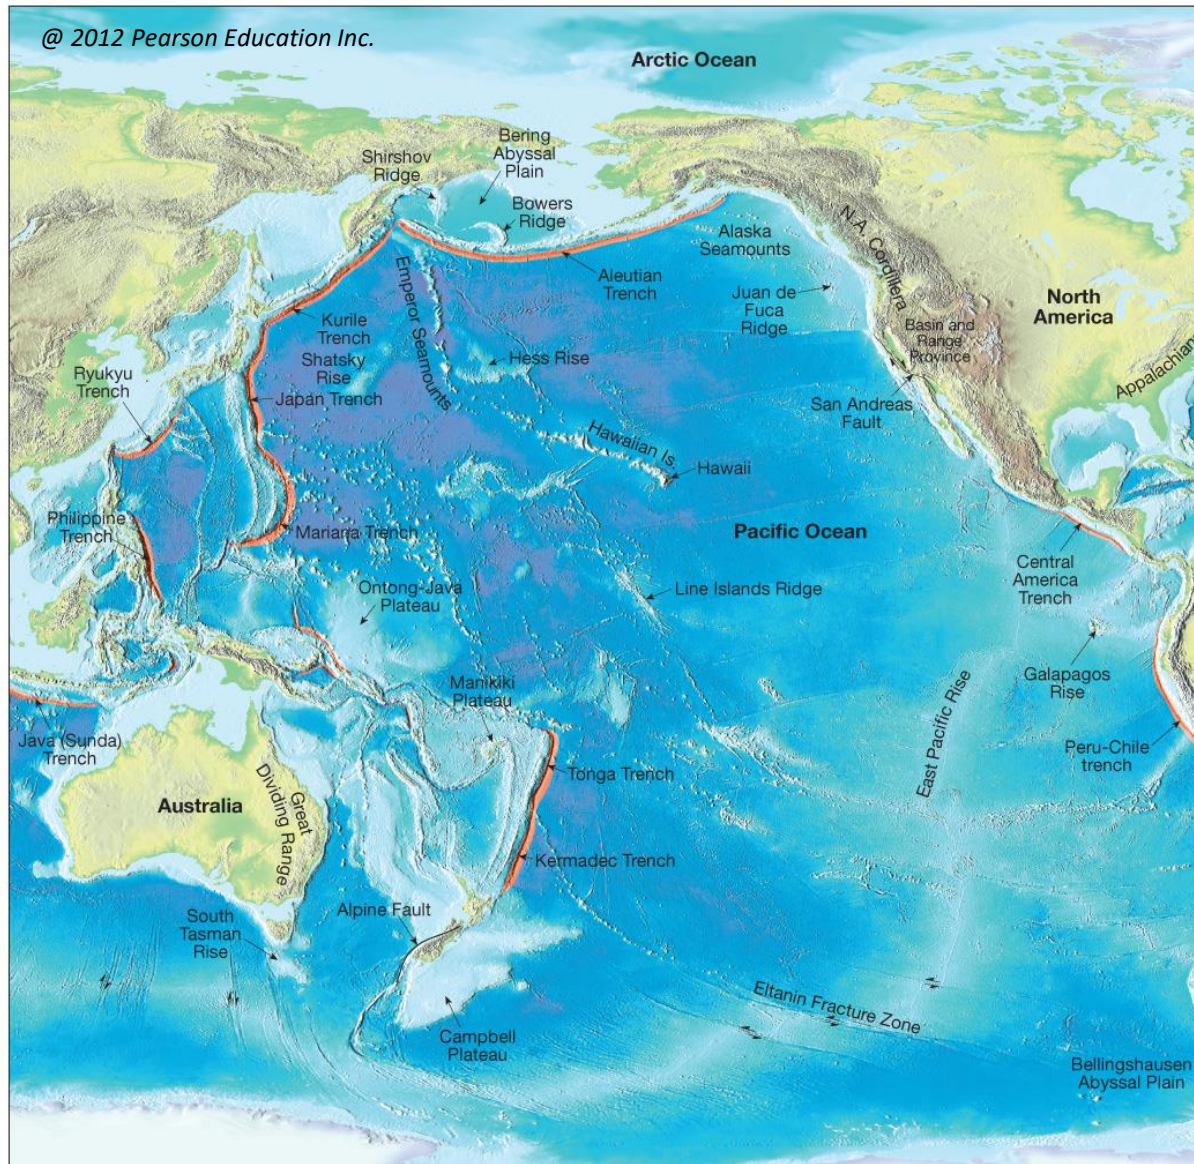 @ 2012 Pearson Education Inc.
Arctic Ocean
Bering
Abyssal
Plain
Shirshov
Ridge
Bowers
Ridge
Alaska
Seamounts
N.A. Cordillera
Aleutian
Trench
Emperor Seamounts
Juan de
Fuca
Ridge
North
America
Kurile
Trench
Basin and
Range
Province
Shatsky
Rise
Hess Rise
Ryukyu
Trench
Appalachian
Japan Trench
San Andreas
Fault
Hawaiian Is.
Hawaii
Philippine
Trench
Mariana Trench
Pacific Ocean
Central
America
Trench
Ontong-Java
Plateau
Line Islands Ridge
Galapagos
Rise
Manikiki
Plateau
East Pacific Rise
Java (Sunda)
Trench
Peru-Chile
trench
Tonga Trench
Australia
Great
Dividing Range
Kermadec Trench
Alpine Fault
South
Tasman
Rise
Eltanin Fracture Zone
Campbell
Plateau
Bellingshausen
Abyssal Plain